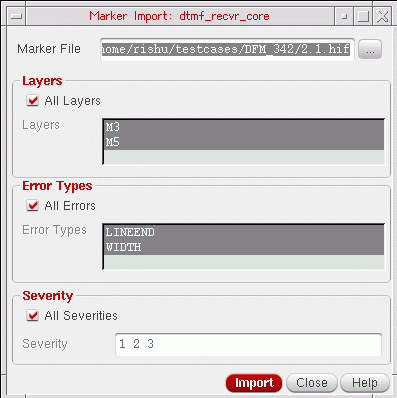 Marker Import: dtmf_recvr_core
Marker File
home/rishu/testcases/DFM_342/2.1.hif
...
Layers
All Layers
Layers
M3
M5
Error Types
All Errors
Error Types
LINEEND
WIDTH
Severity
All Severities
Severity
1 2 3
Import
Close
Help